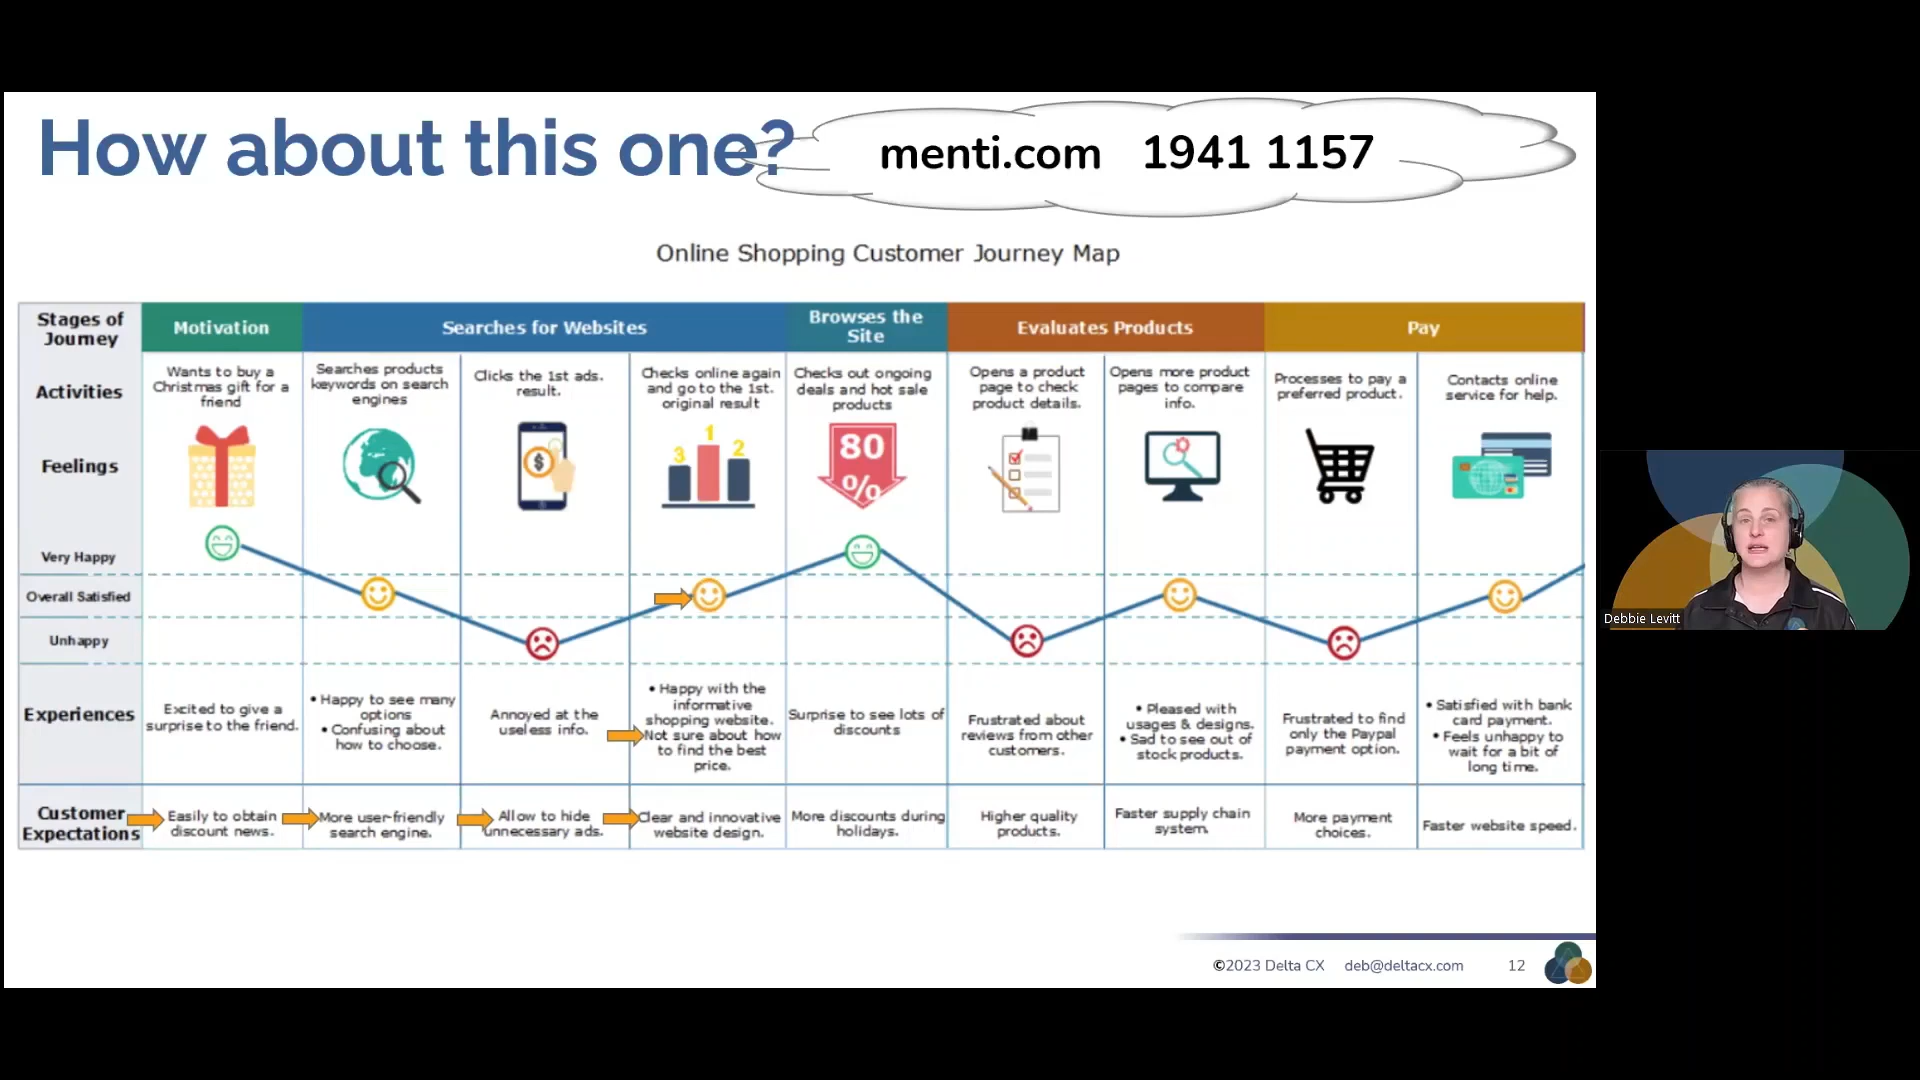 How about this one?
menti.com 1941 1157
Online Shopping Customer Journey Map
Stages of
Journey
Motivation
Searches for Websites
Browses the
Site
Evaluates Products
Pay
Activities
Wants to buy a
Christmas gift for a
friend
Searches products
keywords on search
engines
Clicks the 1st ads.
result.
Checks online again
and go to the 1st.
original result
Checks out ongoing
deals and hot sale
products
Opens a product
page to check
product details.
Opens more product
pages to compare
info.
Processes to pay a
preferred product.
Contacts online
service for help.
Feelings
$
3
1
2
80
%
Very Happy
Overall Satisfied
Unhappy
Experiences
Excited to give a
surprise to the friend.
• Happy to see many
options
• Confusing about
how to choose.
Annoyed at the
useless info.
• Happy with the
informative
shopping website.
Not sure about how
to find the best
price.
Surprise to see lots of
discounts
Frustrated about
reviews from other
customers.
• Pleased with
usages & designs.
• Sad to see out of
stock products.
Frustrated to find
only the Paypal
payment option.
• Satisfied with bank
card payment.
• Feels unhappy to
wait for a bit of
long time.
Customer
Expectations
Easily to obtain
discount news.
More user-friendly
search engine.
Allow to hide
unnecessary ads.
Clear and innovative
website design.
More discounts during
holidays.
Higher quality
products.
Faster supply chain
system.
More payment
choices.
Faster website speed.
©2023 Delta CX deb@deltacx.com 12
Debbie Levitt